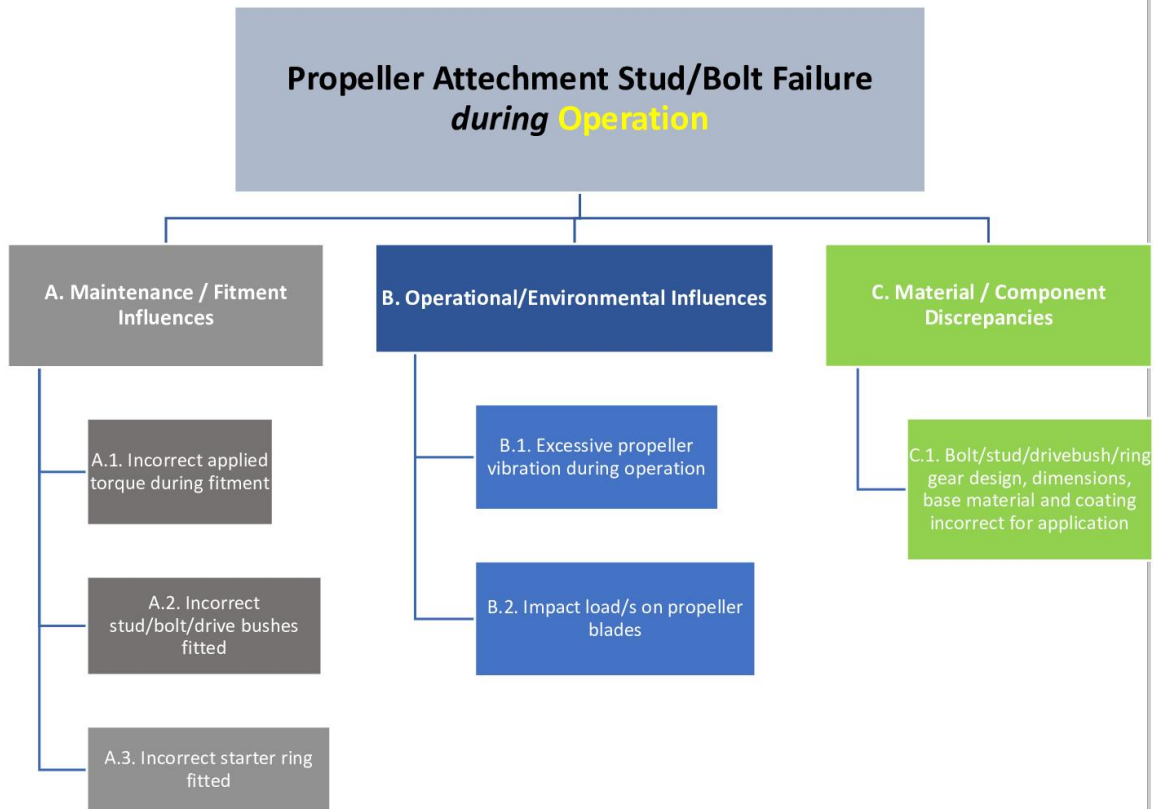 Propeller Attechment Stud/Bolt Failure
during Operation
A. Maintenance / Fitment
Influences
B. Operational/Environmental Influences
C. Material / Component
Discrepancies
A.1. Incorrect applied
torque during fitment
A.2. Incorrect
stud/bolt/drive bushes
fitted
A.3. Incorrect starter ring
fitted
B.1. Excessive propeller
vibration during operation
B.2. Impact load/s on propeller
blades
C.1. Bolt/stud/drivebush/ring
gear design, dimensions,
base material and coating
incorrect for application